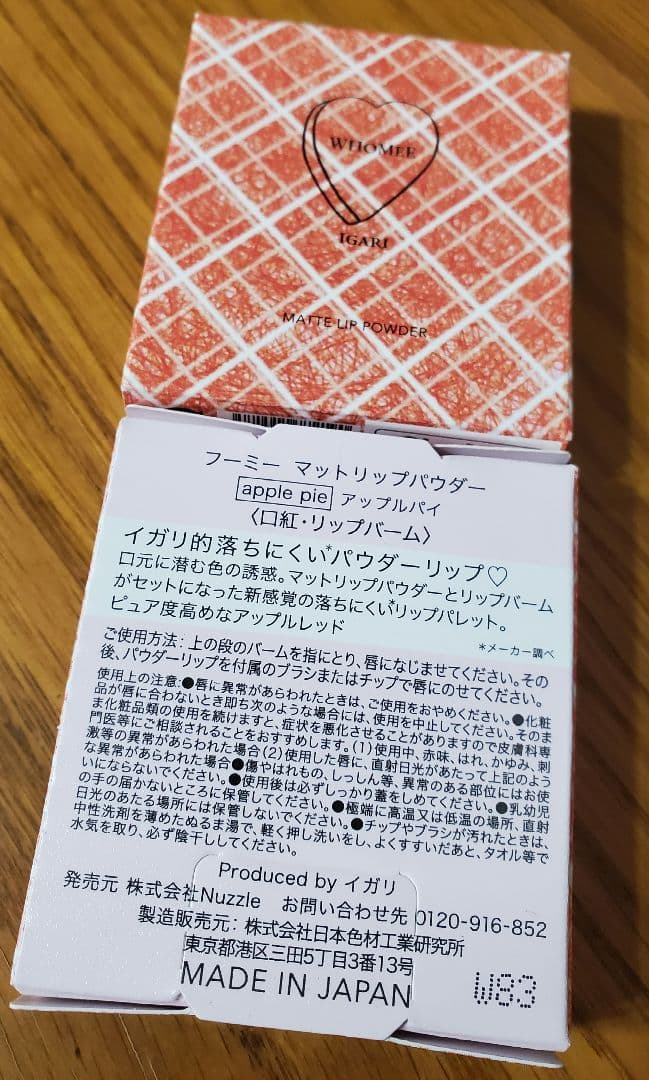 WHOMEE
IGARI
MATTE LIP POWDER
フーミー マットリップパウダー
apple pie アップルパイ
〈口紅・リップバーム〉
イガリ的落ちにくい*パウダーリップ♡
口元に潜む色の誘惑。マットリップパウダーとリップバーム
がセットになった新感覚の落ちにくい*リップパレット。
ピュア度高めなアップルレッド
*メーカー調べ
ご使用方法：上の段のバームを指にとり、唇になじませてください。その
後、パウダーリップを付属のブラシまたはチップで唇にのせてください。
使用上の注意：●唇に異常があらわれたときは、ご使用をおやめください。●化粧
品が唇に合わないとき即ち次のような場合には、使用を中止してください。そのま
ま化粧品類の使用を続けますと、症状を悪化させることがありますので皮膚科専
門医等にご相談されることをおすすめします。(1)使用中、赤味、はれ、かゆみ、刺
激等の異常があらわれた場合(2)使用した唇に、直射日光があたって上記のよう
な異常があらわれた場合●傷やはれもの、しっしん等、異常のある部位にはお使
いにならないでください。●使用後は必ずしっかり蓋をしめてください。●乳幼児
の手の届かないところに保管してください。●極端に高温又は低温の場所、直射
日光のあたる場所には保管しないでください。●チップやブラシが汚れたときは、
中性洗剤を薄めたぬるま湯で、軽く押し洗いをし、よくすすいだあと、タオル等で
水気を取り、必ず陰干ししてください。
Produced by イガリ
発売元 株式会社Nuzzle お問い合わせ先 0120-916-852
製造販売元：株式会社日本色材工業研究所
東京都港区三田5丁目3番13号
MADE IN JAPAN
W83